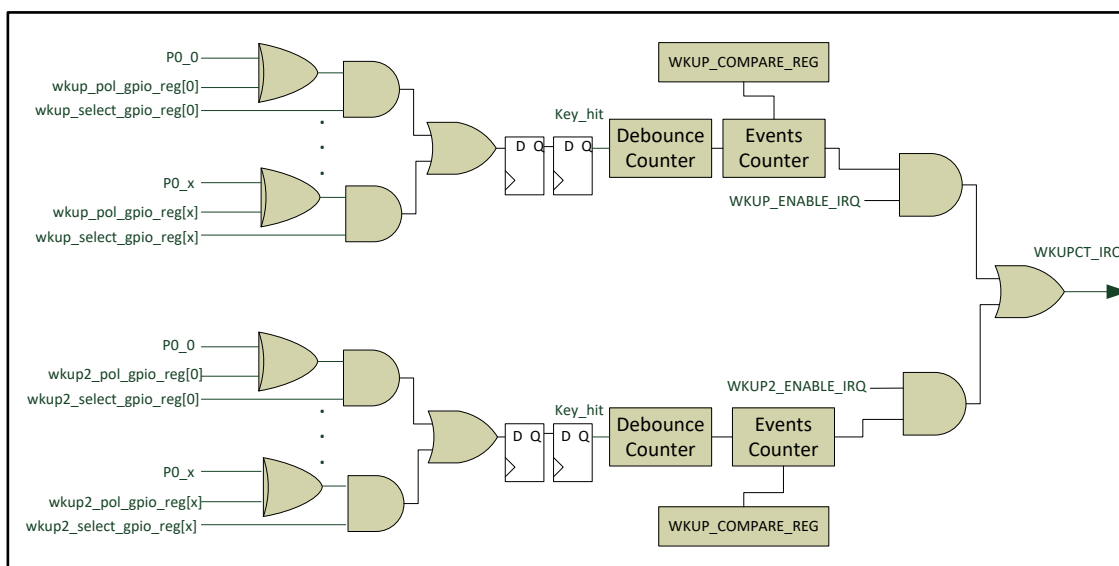 P0_0
wkup_pol_gpio_reg[0]
wkup_select_gpio_reg[0]
P0_x
wkup_pol_gpio_reg[x]
wkup_select_gpio_reg[x]
D Q
D Q
Key_hit
Debounce
Counter
WKUP_COMPARE_REG
Events
Counter
WKUP_ENABLE_IRQ
WKUPCT_IRQ
P0_0
wkup2_pol_gpio_reg[0]
wkup2_select_gpio_reg[0]
P0_x
wkup2_pol_gpio_reg[x]
wkup2_select_gpio_reg[x]
D Q
D Q
Key_hit
Debounce
Counter
Events
Counter
WKUP2_ENABLE_IRQ
WKUP_COMPARE_REG